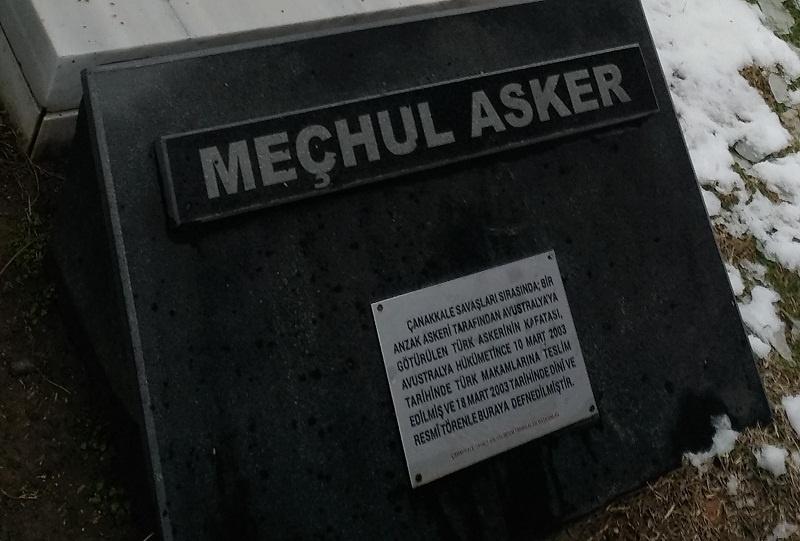 MEÇHUL ASKER
ÇANAKKALE SAVAŞLARI SIRASINDA; BİR
ANZAK ASKERİ TARAFINDAN AVUSTRALYAYA
GÖTÜRÜLEN TÜRK ASKERİNİN KAFATASI,
AVUSTRALYA HÜKÜMETİNCE 10 MART 2003
TARİHİNDE TÜRK MAKAMLARINA TESLİM
EDİLMİŞ VE 18 MART 2003 TARİHİNDE DİNİ VE
RESMİ TÖRENLE BURAYA DEFNEDİLMİŞTİR.